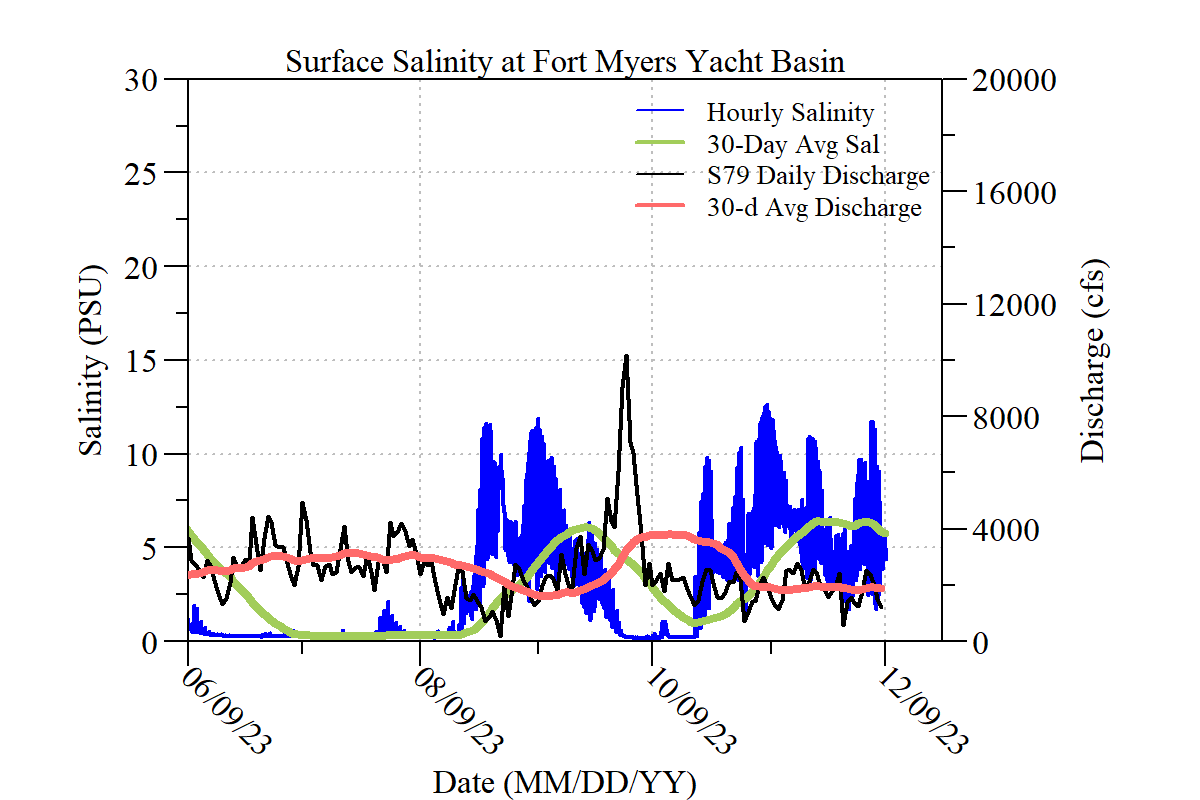 Surface Salinity at Fort Myers Yacht Basin
30
25
20
15
10
5
0
Salinity (PSU)
Hourly Salinity
30-Day Avg Sal
S79 Daily Discharge
30-d Avg Discharge
20000
16000
12000
8000
4000
0
Discharge (cfs)
06/09/23
08/09/23
10/09/23
12/09/23
Date (MM/DD/YY)